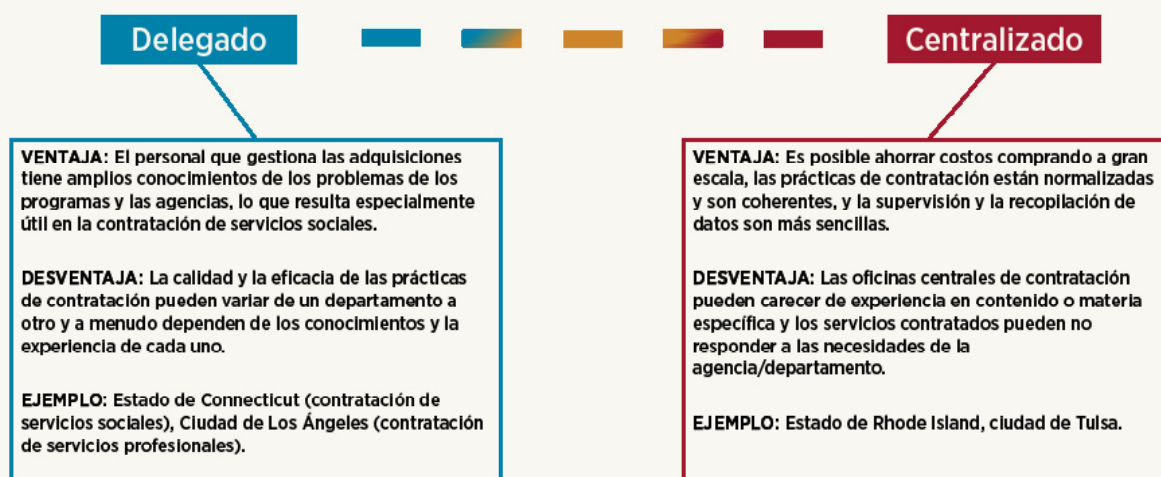 Delegado
Centralizado
VENTAJA: El personal que gestiona las adquisiciones
tiene amplios conocimientos de los problemas de los
programas y las agencias, lo que resulta especialmente
útil en la contratación de servicios sociales.
DESVENTAJA: La calidad y la eficacia de las prácticas
de contratación pueden variar de un departamento a
otro y a menudo dependen de los conocimientos y la
experiencia de cada uno.
EJEMPLO: Estado de Connecticut (contratación de
servicios sociales), Ciudad de Los Ángeles (contratación
de servicios profesionales).
VENTAJA: Es posible ahorrar costos comprando a gran
escala, las prácticas de contratación están normalizadas
y son coherentes, y la supervisión y la recopilación de
datos son más sencillas.
DESVENTAJA: Las oficinas centrales de contratación
pueden carecer de experiencia en contenido o materia
específica y los servicios contratados pueden no
responder a las necesidades de la
agencia/departamento.
EJEMPLO: Estado de Rhode Island, ciudad de Tulsa.